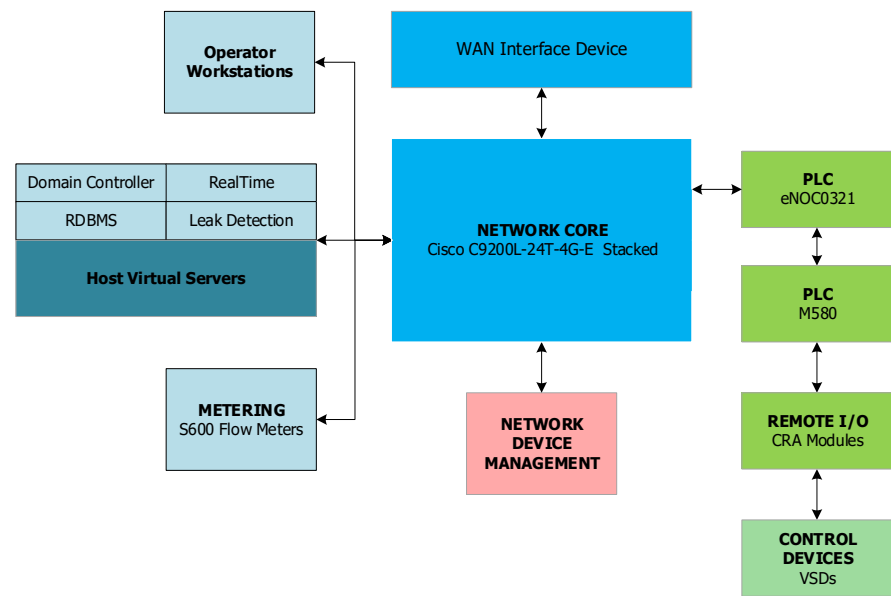 Operator
Workstations
WAN Interface Device
Domain Controller
RealTime
RDBMS
Leak Detection
Host Virtual Servers
NETWORK CORE
Cisco C9200L-24T-4G-E Stacked
PLC
eNOC0321
PLC
M580
METERING
S600 Flow Meters
NETWORK
DEVICE
MANAGEMENT
REMOTE I/O
CRA Modules
CONTROL
DEVICES
VSDs